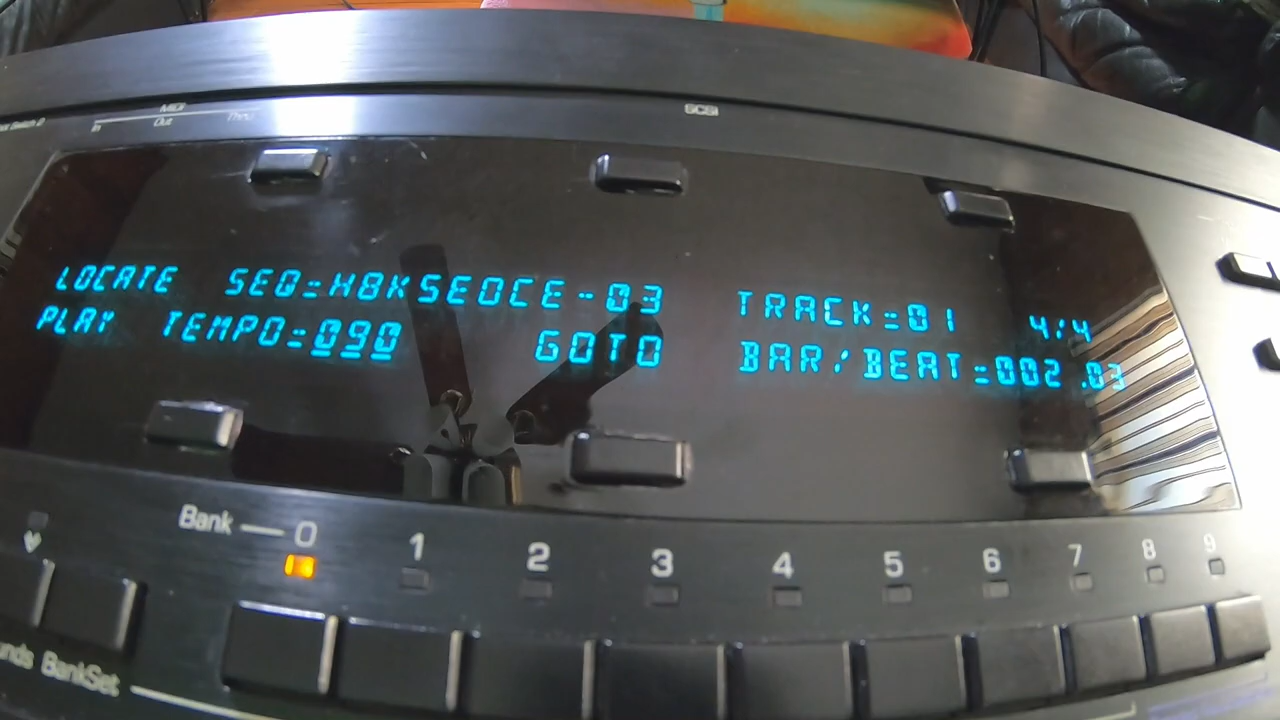 MIDI
In Out Thru
SCSI
LOCATE SEQ=H8KSEQCE-03 TRACK=01 4/4
PLAY TEMPO=090 GOTO BAR/BEAT=002.03
Bank 0 1 2 3 4 5 6 7 8 9
BankSet